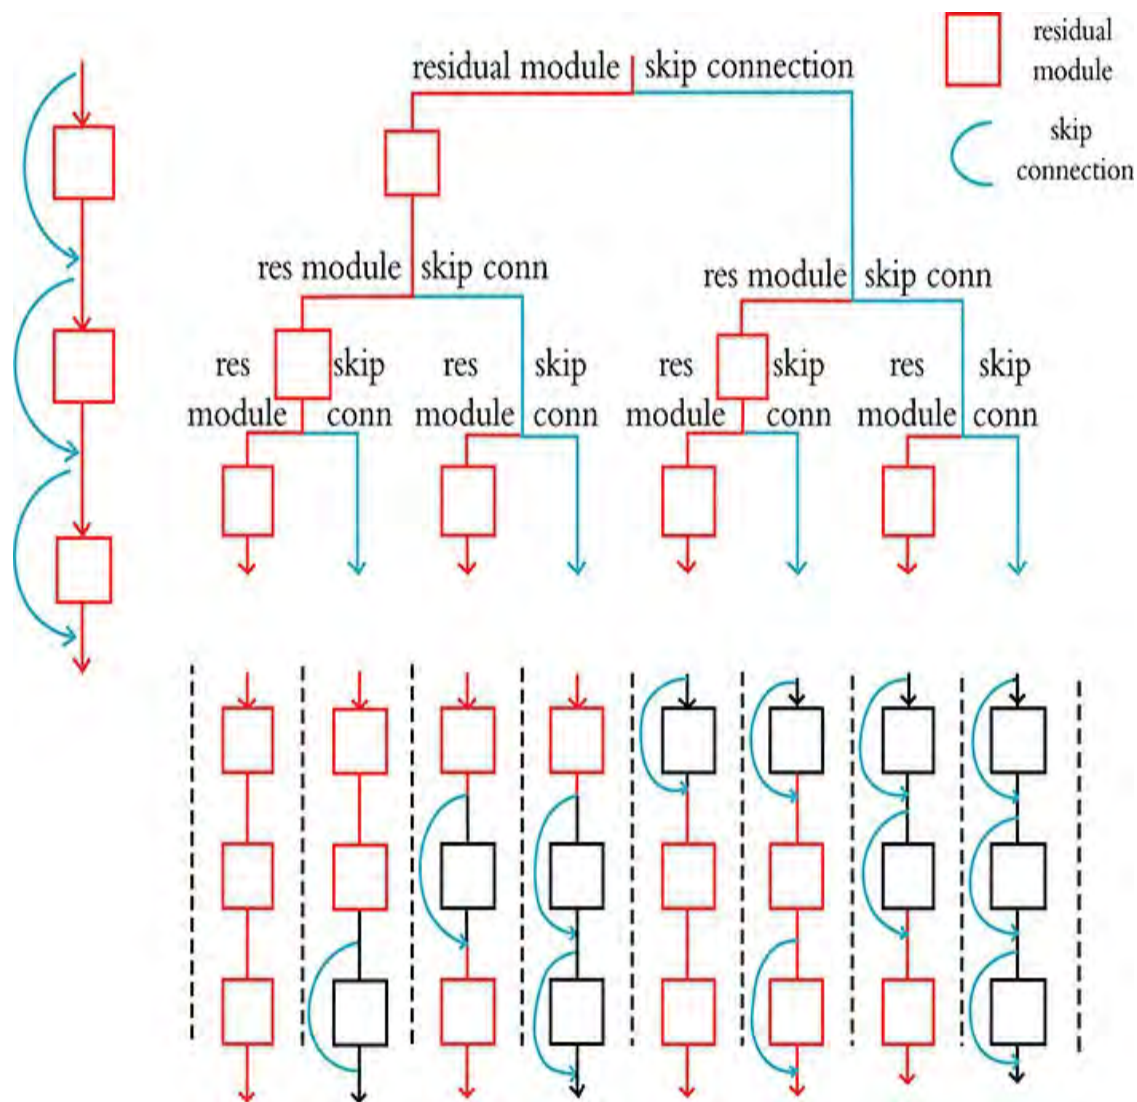 residual module skip connection
residual
module
skip
connection
res module skip conn
res module skip conn
res skip res skip res skip res skip
module conn module conn module conn module conn